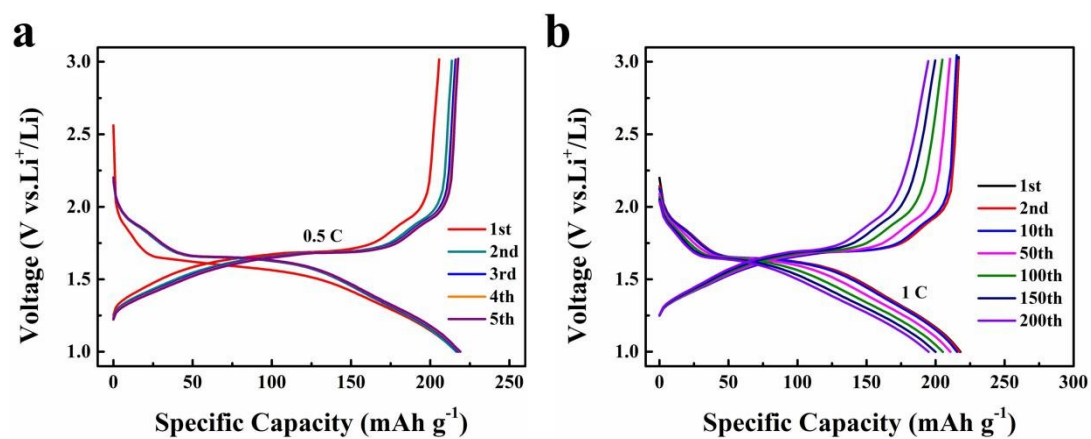 a
3.0
2.5
2.0
1.5
1.0
Voltage (V vs.Li⁺/Li)
0.5 C
1st
2nd
3rd
4th
5th
0 50 100 150 200 250
Specific Capacity (mAh g⁻¹)
b
3.0
2.5
2.0
1.5
1.0
Voltage (V vs.Li⁺/Li)
1 C
1st
2nd
10th
50th
100th
150th
200th
0 50 100 150 200 250 300
Specific Capacity (mAh g⁻¹)